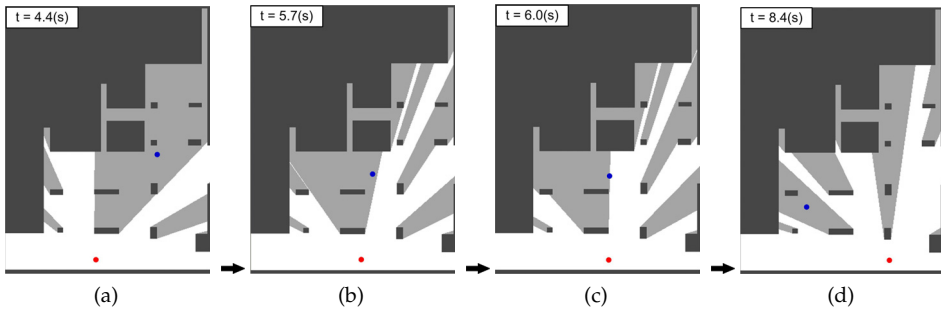 t = 4.4(s)
t = 5.7(s)
t = 6.0(s)
t = 8.4(s)
(a)
(b)
(c)
(d)